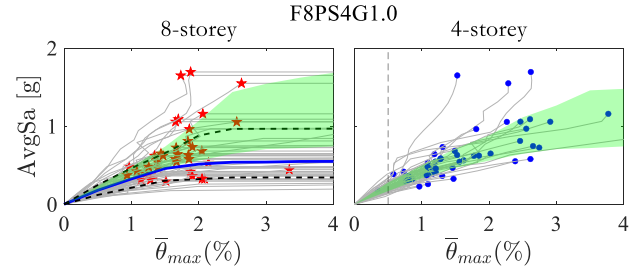 F8PS4G1.0
8-storey
4-storey
AvgSa [g]
2
1
0
0 1 2 3 4
0 1 2 3 4
θ̅max(%)
θ̅max(%)